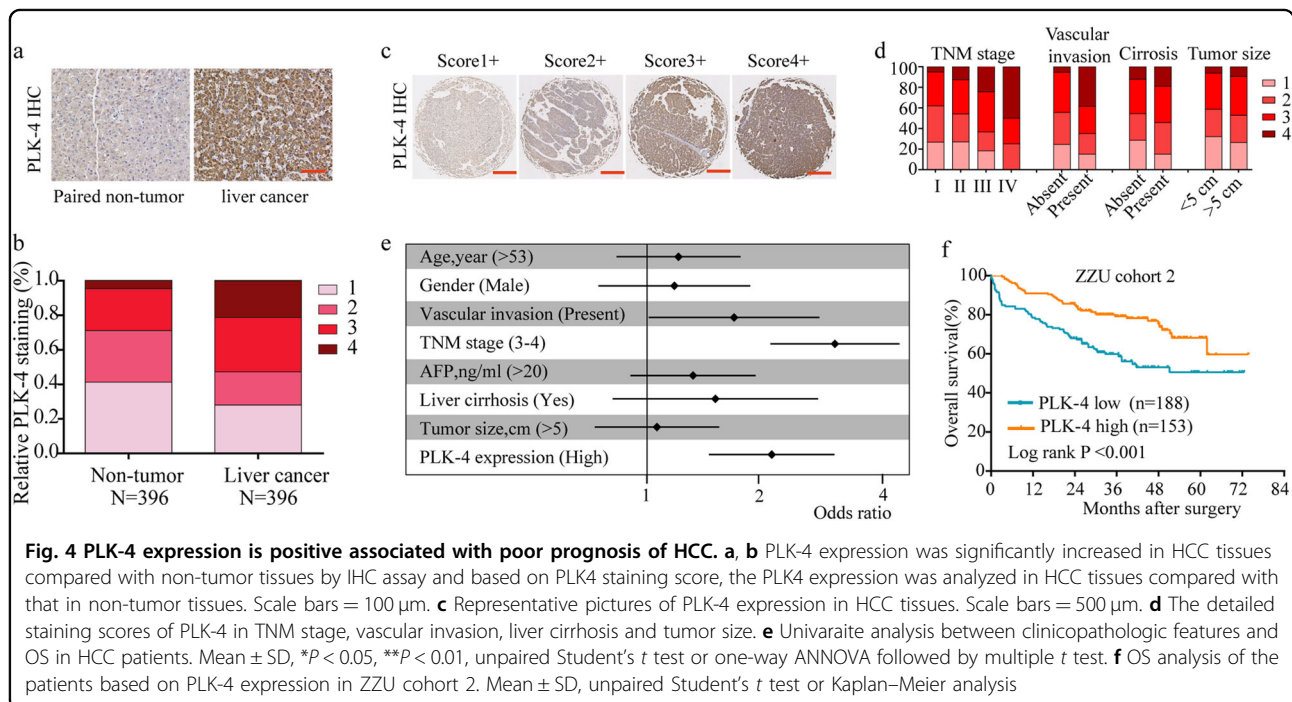 a
PLK-4 IHC
Paired non-tumor
liver cancer
b
Relative PLK-4 staining (%)
1.0
0.8
0.6
0.4
0.2
0.0
Non-tumor
N=396
Liver cancer
N=396
1
2
3
4
c
PLK-4 IHC
Score1+
Score2+
Score3+
Score4+
d
TNM stage
Vascular
invasion
Cirrosis
Tumor size
100
80
60
40
20
0
I
II
III
IV
Absent
Present
Absent
Present
<5 cm
>5 cm
1
2
3
4
e
Age,year (>53)
Gender (Male)
Vascular invasion (Present)
TNM stage (3-4)
AFP,ng/ml (>20)
Liver cirrhosis (Yes)
Tumor size,cm (>5)
PLK-4 expression (High)
1
2
4
Odds ratio
f
ZZU cohort 2
Overall survival(%)
100
80
60
40
20
0
PLK-4 low (n=188)
PLK-4 high (n=153)
Log rank P <0.001
0
12
24
36
48
60
72
84
Months after surgery
Fig. 4 PLK-4 expression is positive associated with poor prognosis of HCC. a, b PLK-4 expression was significantly increased in HCC tissues
compared with non-tumor tissues by IHC assay and based on PLK4 staining score, the PLK4 expression was analyzed in HCC tissues compared with
that in non-tumor tissues. Scale bars = 100 µm. c Representative pictures of PLK-4 expression in HCC tissues. Scale bars = 500 µm. d The detailed
staining scores of PLK-4 in TNM stage, vascular invasion, liver cirrhosis and tumor size. e Univaraite analysis between clinicopathologic features and
OS in HCC patients. Mean ± SD, *P < 0.05, **P < 0.01, unpaired Student's t test or one-way ANNOVA followed by multiple t test. f OS analysis of the
patients based on PLK-4 expression in ZZU cohort 2. Mean ± SD, unpaired Student's t test or Kaplan–Meier analysis